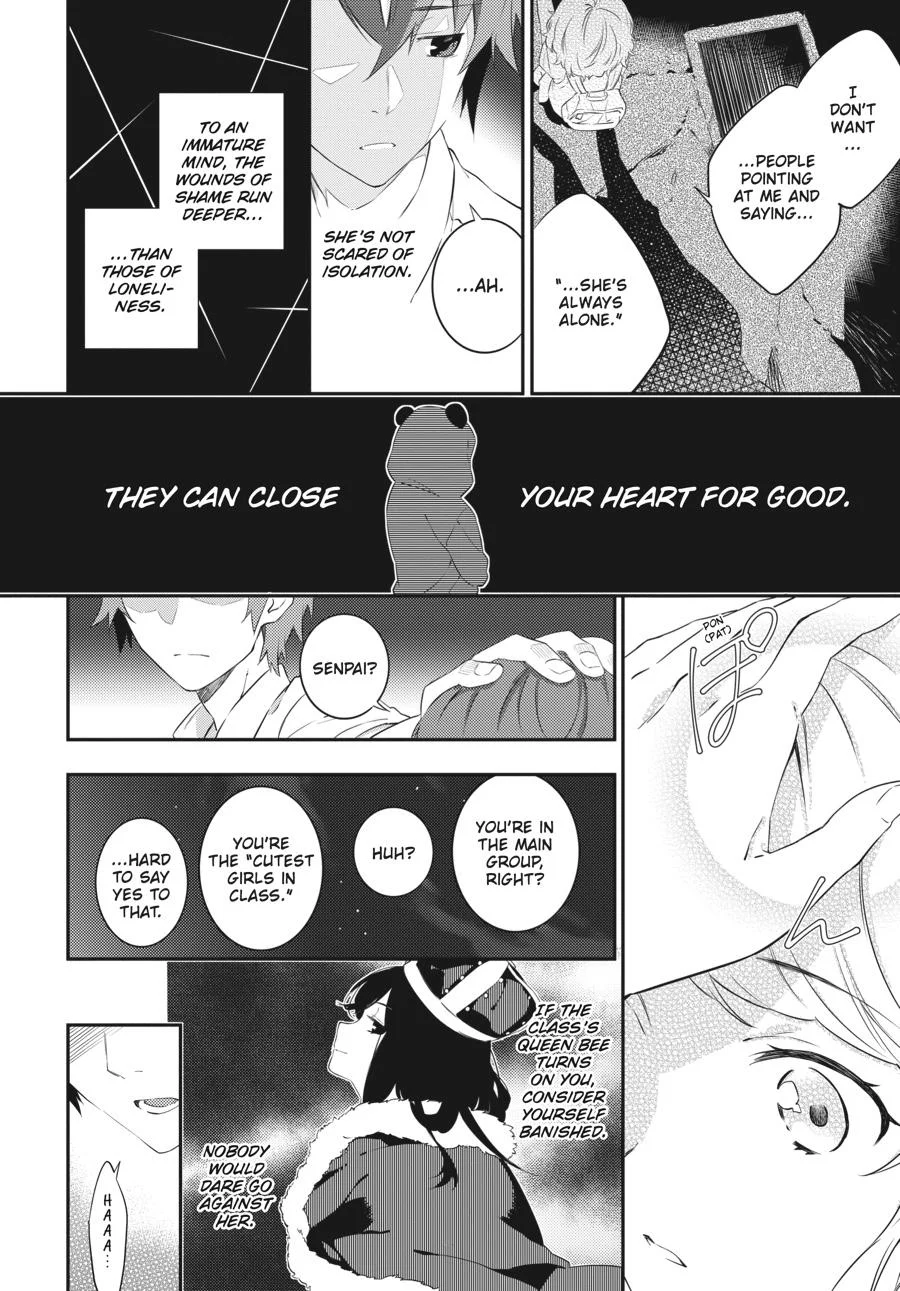 I
DON'T
WANT
...
...PEOPLE
POINTING
AT ME AND
SAYING...
"...SHE'S
ALWAYS
ALONE."
...AH.
SHE'S NOT
SCARED OF
ISOLATION.
TO AN
IMMATURE
MIND, THE
WOUNDS OF
SHAME RUN
DEEPER...
...THAN
THOSE OF
LONELI-
NESS.
THEY CAN CLOSE
YOUR HEART FOR GOOD.
PON
(PAT)
ぽん
SENPAI?
YOU'RE IN
THE MAIN
GROUP,
RIGHT?
HUH?
YOU'RE
THE "CUTEST
GIRLS IN
CLASS."
...HARD
TO SAY
YES TO
THAT.
IF THE
CLASS'S
QUEEN BEE
TURNS
ON YOU,
CONSIDER
YOURSELF
BANISHED.
NOBODY
WOULD
DARE GO
AGAINST
HER.
HAAA...